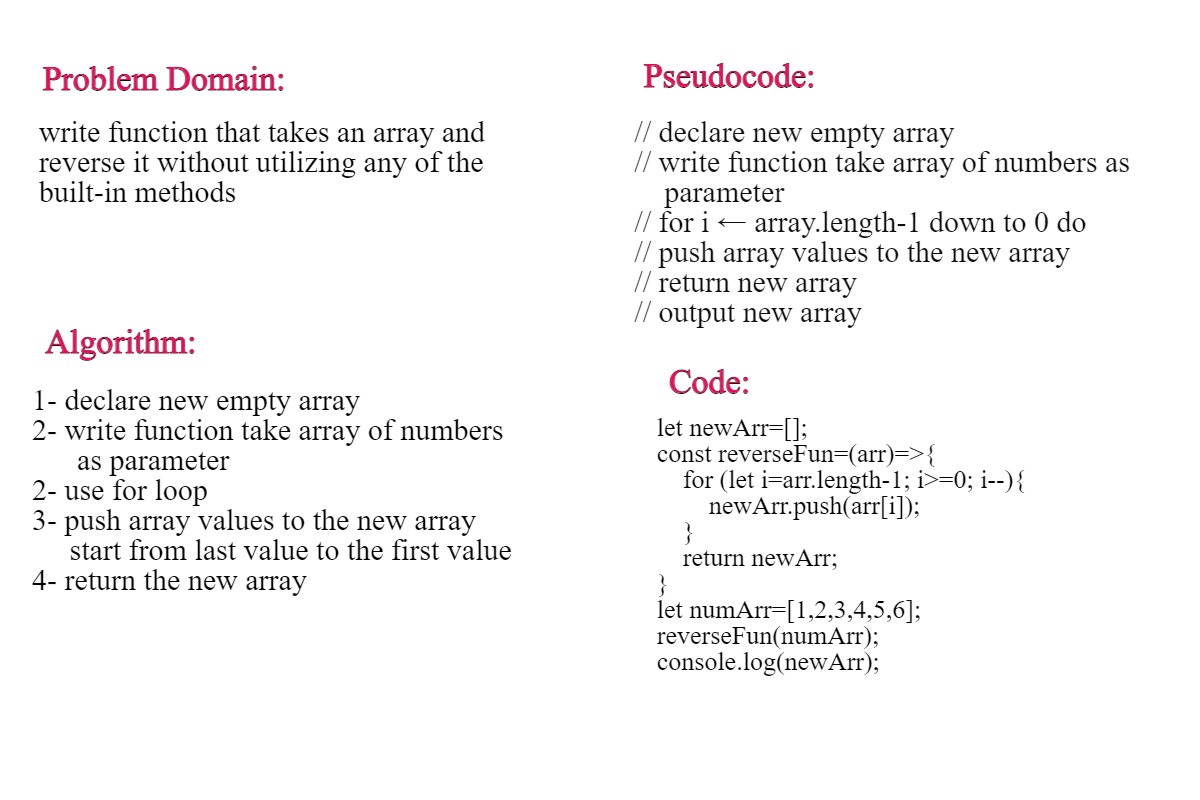 Problem Domain:
write function that takes an array and
reverse it without utilizing any of the
built-in methods
Algorithm:
1- declare new empty array
2- write function take array of numbers
as parameter
2- use for loop
3- push array values to the new array
start from last value to the first value
4- return the new array
Pseudocode:
// declare new empty array
// write function take array of numbers as
parameter
// for i ← array.length-1 down to 0 do
// push array values to the new array
// return new array
// output new array
Code:
let newArr=[];
const reverseFun=(arr)=>{
for (let i=arr.length-1; i>=0; i--){
newArr.push(arr[i]);
}
return newArr;
}
let numArr=[1,2,3,4,5,6];
reverseFun(numArr);
console.log(newArr);